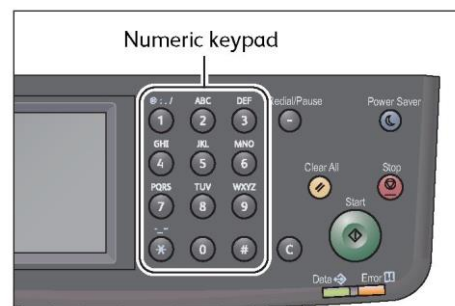 Numeric keypad
@:./ ABC DEF Redial/Pause Power Saver
1 2 3 -
GHI JKL MNO
4 5 6
Clear All Stop
PQRS TUV WXYZ
7 8 9
Start
-_~
* 0 # C
Data Error